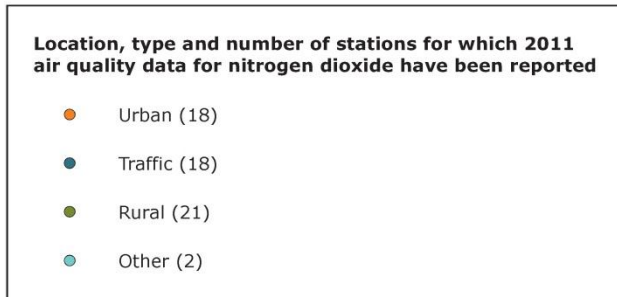 Location, type and number of stations for which 2011
air quality data for nitrogen dioxide have been reported
Urban (18)
Traffic (18)
Rural (21)
Other (2)